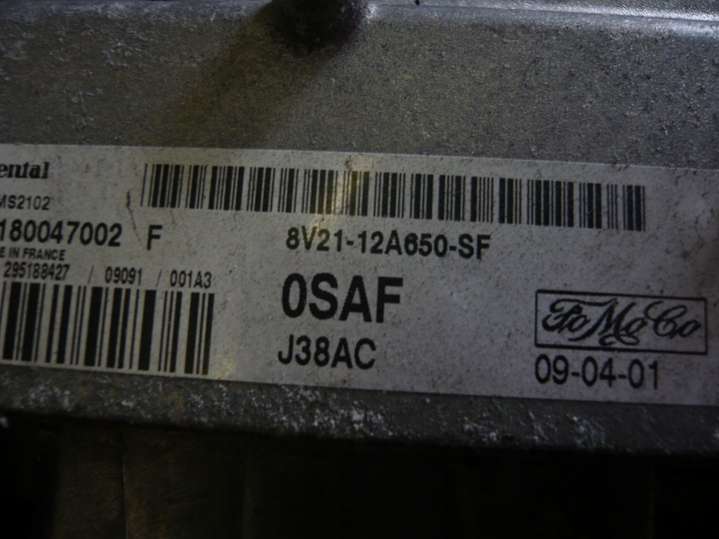 ental
MS2102
180047002 F
8V21-12A650-SF
E IN FRANCE
295188427 / 09091 / 001A3
0SAF
FoMoCo
J38AC
09-04-01